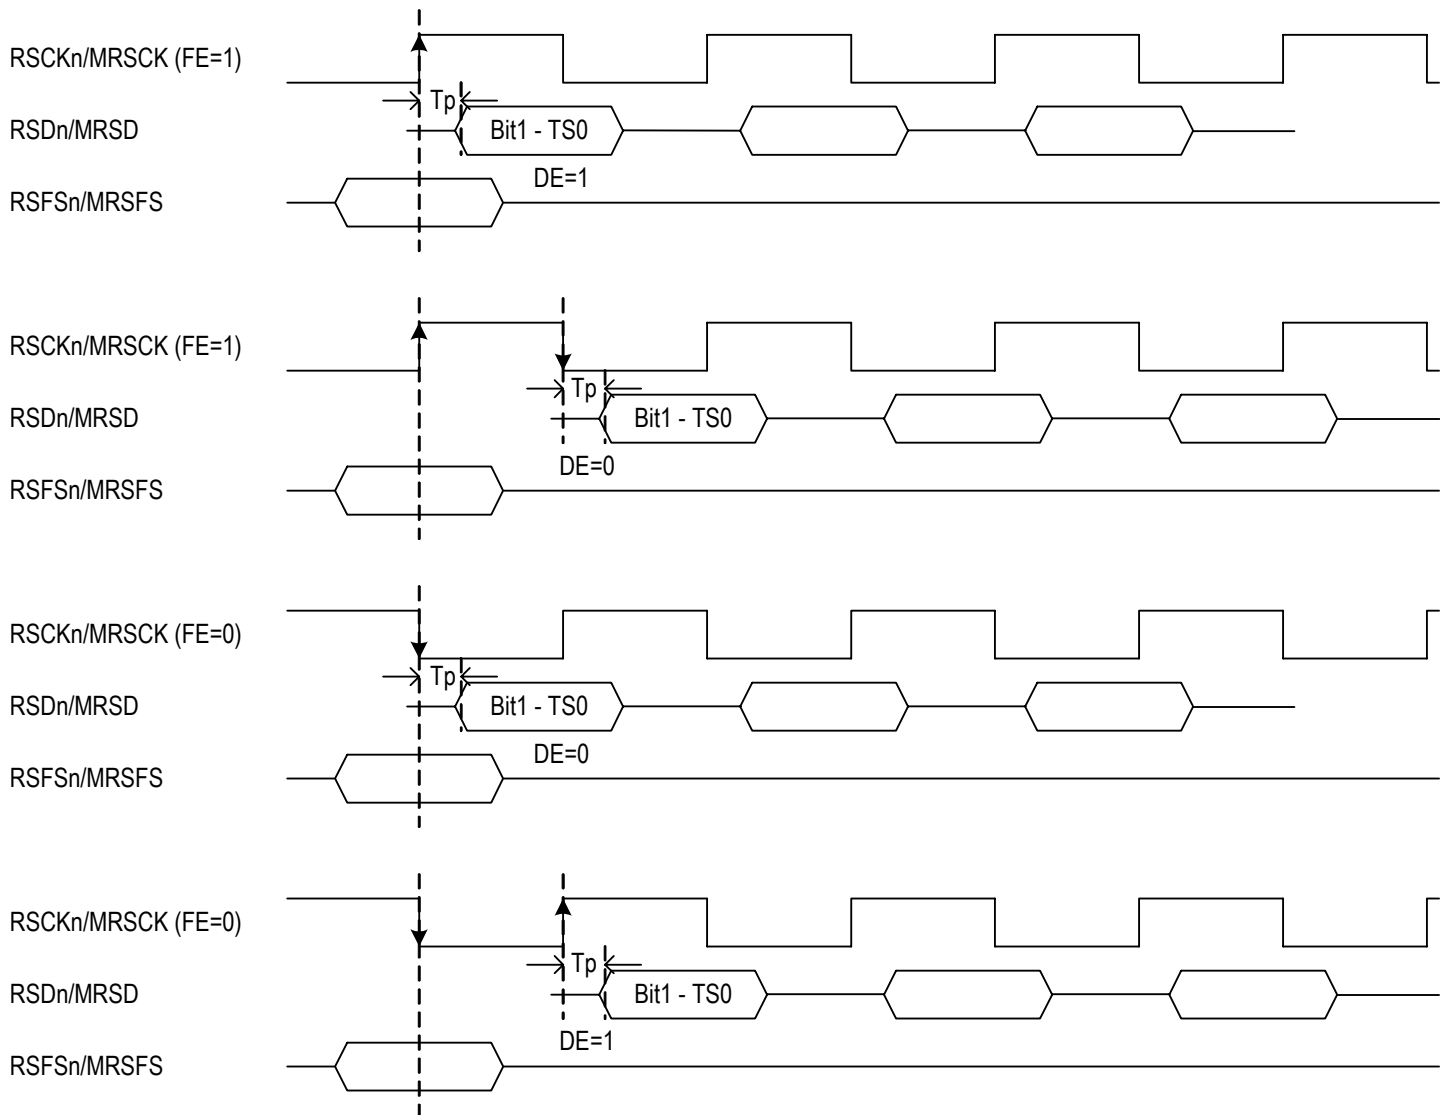 RSCKn/MRSCK (FE=1)
Tp
RSDn/MRSD
Bit1 - TS0
DE=1
RSFSn/MRSFS
RSCKn/MRSCK (FE=1)
Tp
RSDn/MRSD
Bit1 - TS0
DE=0
RSFSn/MRSFS
RSCKn/MRSCK (FE=0)
Tp
RSDn/MRSD
Bit1 - TS0
DE=0
RSFSn/MRSFS
RSCKn/MRSCK (FE=0)
Tp
RSDn/MRSD
Bit1 - TS0
DE=1
RSFSn/MRSFS